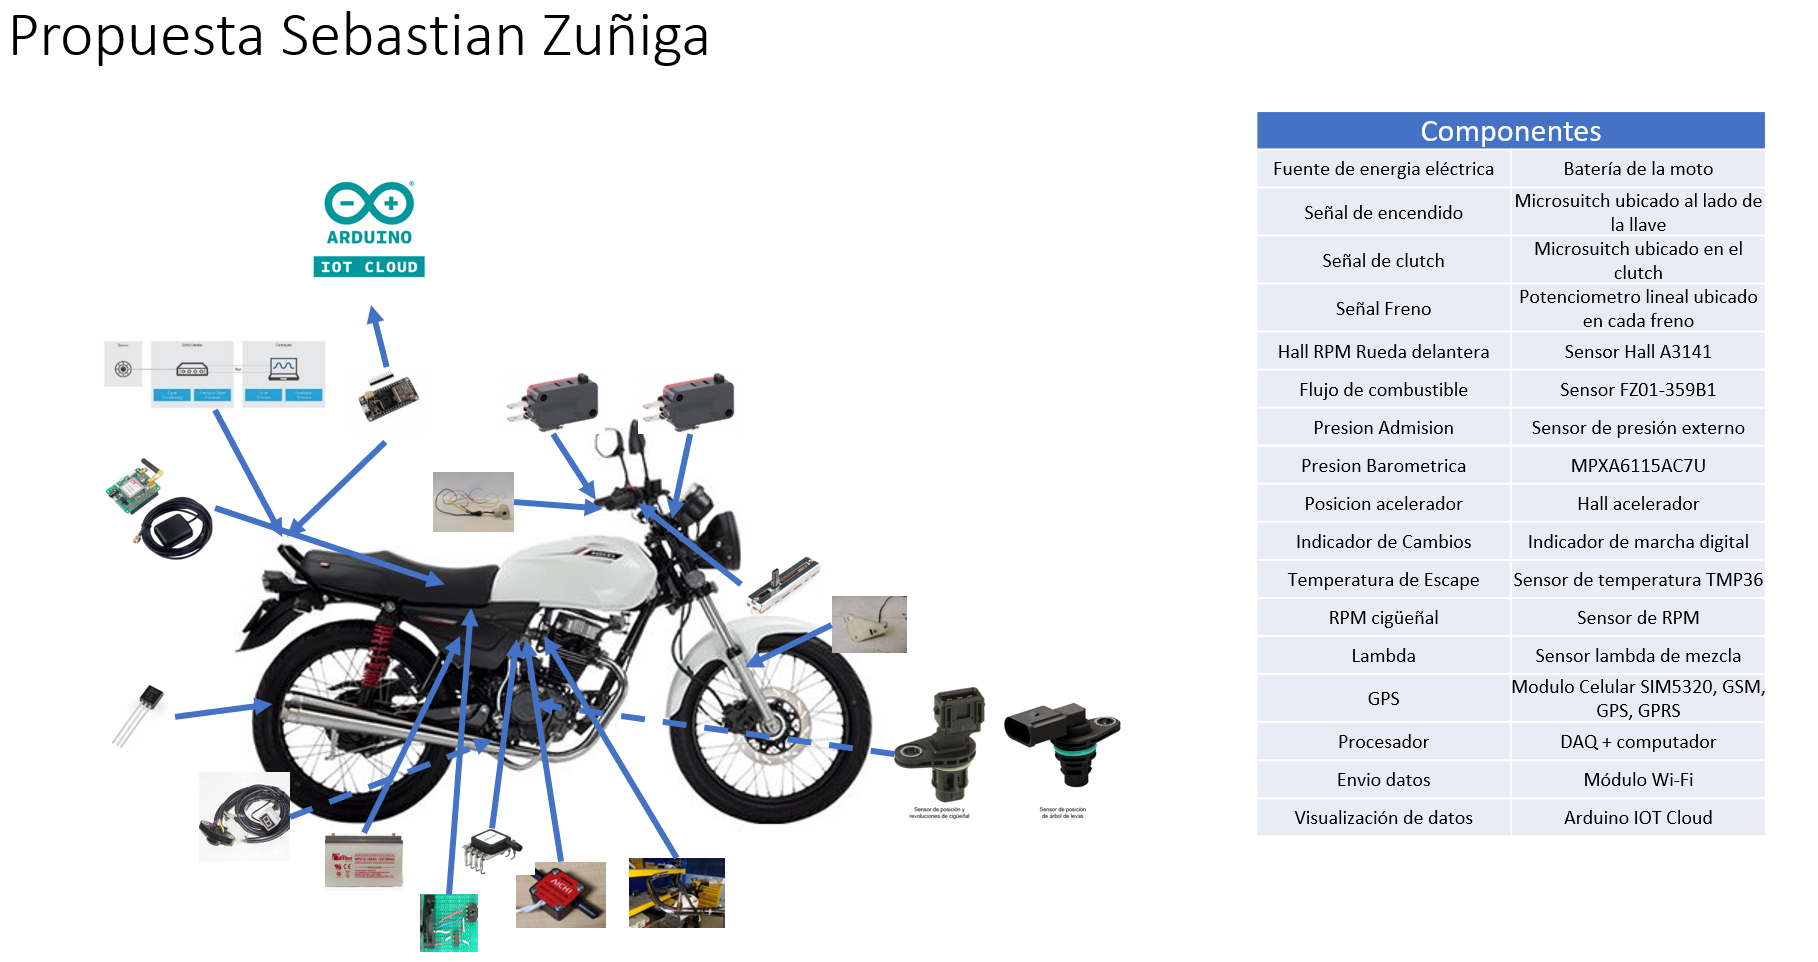 Propuesta Sebastian Zuñiga
ARDUINO
IOT CLOUD
Sensor de posición y
revoluciones de cigüeñal
Sensor de posición
de árbol de levas
AICHI
Componentes
Fuente de energia eléctrica
Batería de la moto
Señal de encendido
Microsuitch ubicado al lado de
la llave
Señal de clutch
Microsuitch ubicado en el
clutch
Señal Freno
Potenciometro lineal ubicado
en cada freno
Hall RPM Rueda delantera
Sensor Hall A3141
Flujo de combustible
Sensor FZ01-359B1
Presion Admision
Sensor de presión externo
Presion Barometrica
MPXA6115AC7U
Posicion acelerador
Hall acelerador
Indicador de Cambios
Indicador de marcha digital
Temperatura de Escape
Sensor de temperatura TMP36
RPM cigüeñal
Sensor de RPM
Lambda
Sensor lambda de mezcla
GPS
Modulo Celular SIM5320, GSM,
GPS, GPRS
Procesador
DAQ + computador
Envio datos
Módulo Wi-Fi
Visualización de datos
Arduino IOT Cloud